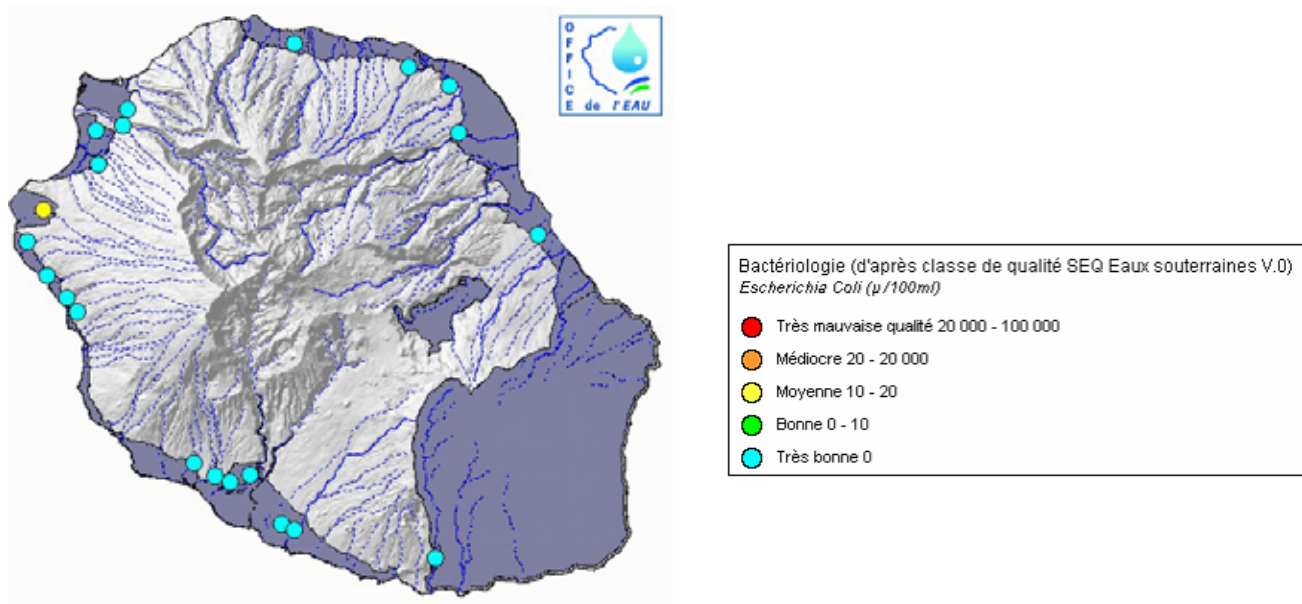 OFFICE
de l'EAU
Bactériologie (d'après classe de qualité SEQ Eaux souterraines V.0)
Escherichia Coli (µ/100ml)
Très mauvaise qualité 20 000 - 100 000
Médiocre 20 - 20 000
Moyenne 10 - 20
Bonne 0 - 10
Très bonne 0